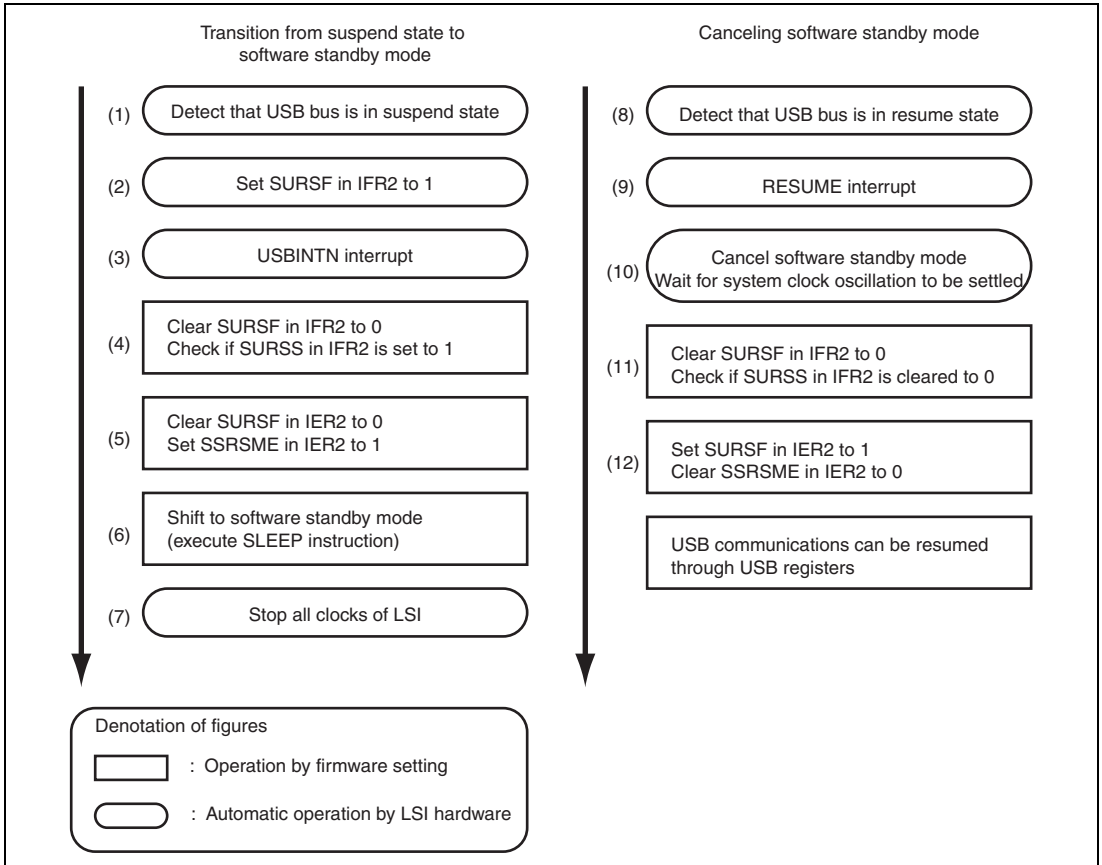 Transition from suspend state to
software standby mode
(1) Detect that USB bus is in suspend state
(2) Set SURSF in IFR2 to 1
(3) USBINTN interrupt
(4) Clear SURSF in IFR2 to 0
Check if SURSS in IFR2 is set to 1
(5) Clear SURSF in IER2 to 0
Set SSRSME in IER2 to 1
(6) Shift to software standby mode
(execute SLEEP instruction)
(7) Stop all clocks of LSI
Canceling software standby mode
(8) Detect that USB bus is in resume state
(9) RESUME interrupt
(10) Cancel software standby mode
Wait for system clock oscillation to be settled
(11) Clear SURSF in IFR2 to 0
Check if SURSS in IFR2 is cleared to 0
(12) Set SURSF in IER2 to 1
Clear SSRSME in IER2 to 0
USB communications can be resumed
through USB registers
Denotation of figures
: Operation by firmware setting
: Automatic operation by LSI hardware